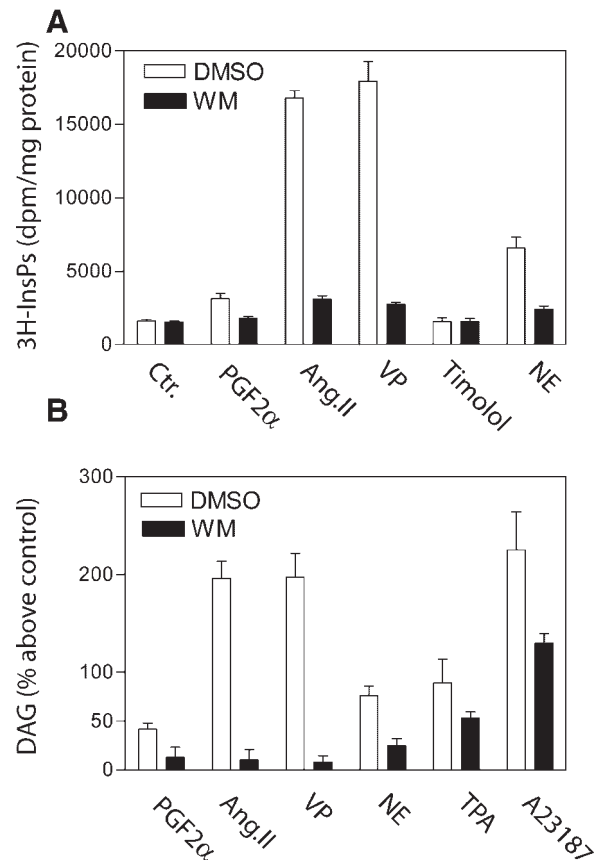 A
3H-InsPs (dpm/mg protein)
20000
15000
10000
5000
0
DMSO
WM
Ctr.
PGF2α
Ang.II
VP
Timolol
NE
B
DAG (% above control)
300
200
100
50
0
DMSO
WM
PGF2α
Ang.II
VP
NE
TPA
A23187